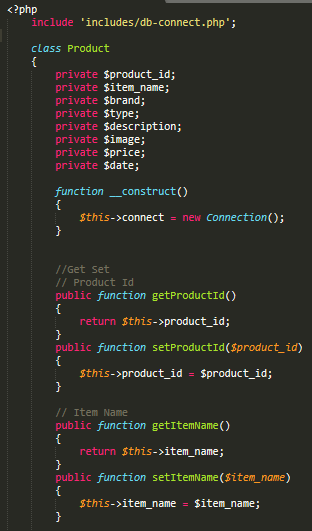 <?php
include 'includes/db-connect.php';
class Product
{
private $product_id;
private $item_name;
private $brand;
private $type;
private $description;
private $image;
private $price;
private $date;
function __construct()
{
$this->connect = new Connection();
}
//Get Set
// Product Id
public function getProductId()
{
return $this->product_id;
}
public function setProductId($product_id)
{
$this->product_id = $product_id;
}
// Item Name
public function getItemName()
{
return $this->item_name;
}
public function setItemName($item_name)
{
$this->item_name = $item_name;
}